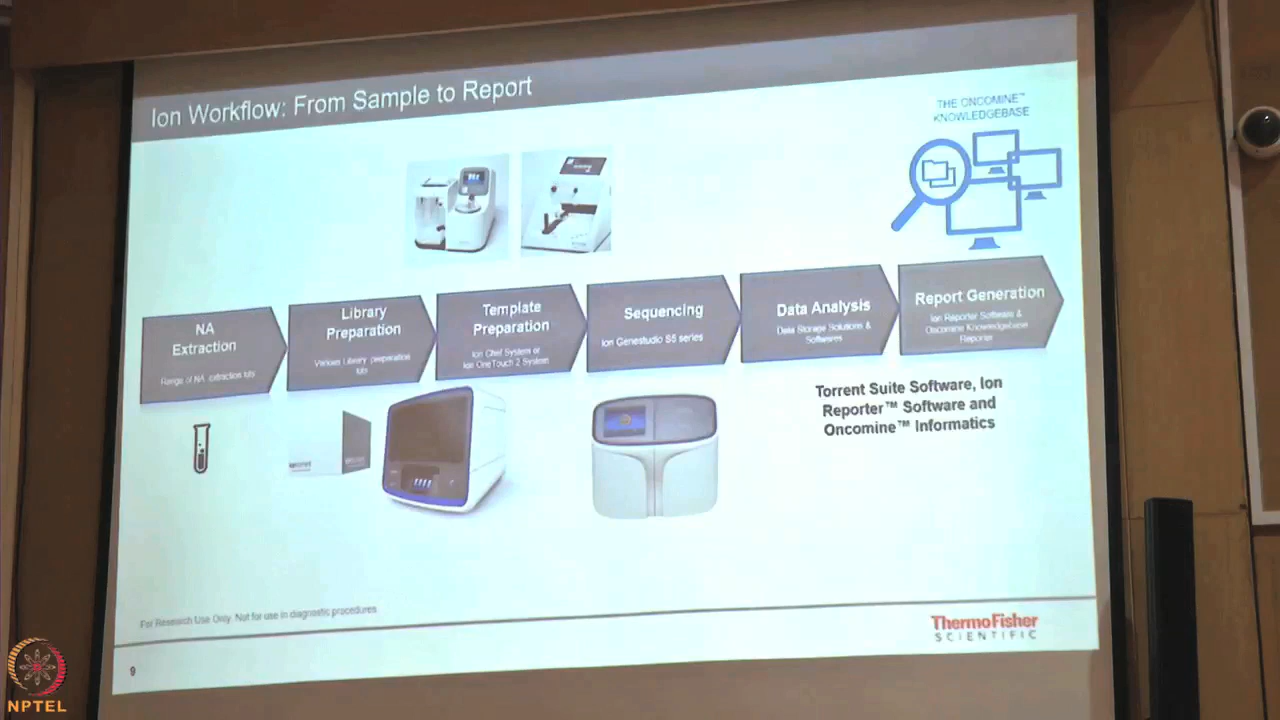 Ion Workflow: From Sample to Report
THE ONCOMINE™
KNOWLEDGEBASE
NA
Extraction
Range of NA extraction kits
Library
Preparation
Various Library preparation
kits
Template
Preparation
Ion Chef System or
Ion OneTouch 2 System
Sequencing
Ion Genestudio S5 series
Data Analysis
Data Storage Solutions &
Softwares
Report Generation
Ion Reporter Software &
Oncomine Knowledgebase
Reporter
Torrent Suite Software, Ion
Reporter™ Software and
Oncomine™ Informatics
For Research Use Only. Not for use in diagnostic procedures
ThermoFisher
SCIENTIFIC
9
NPTEL